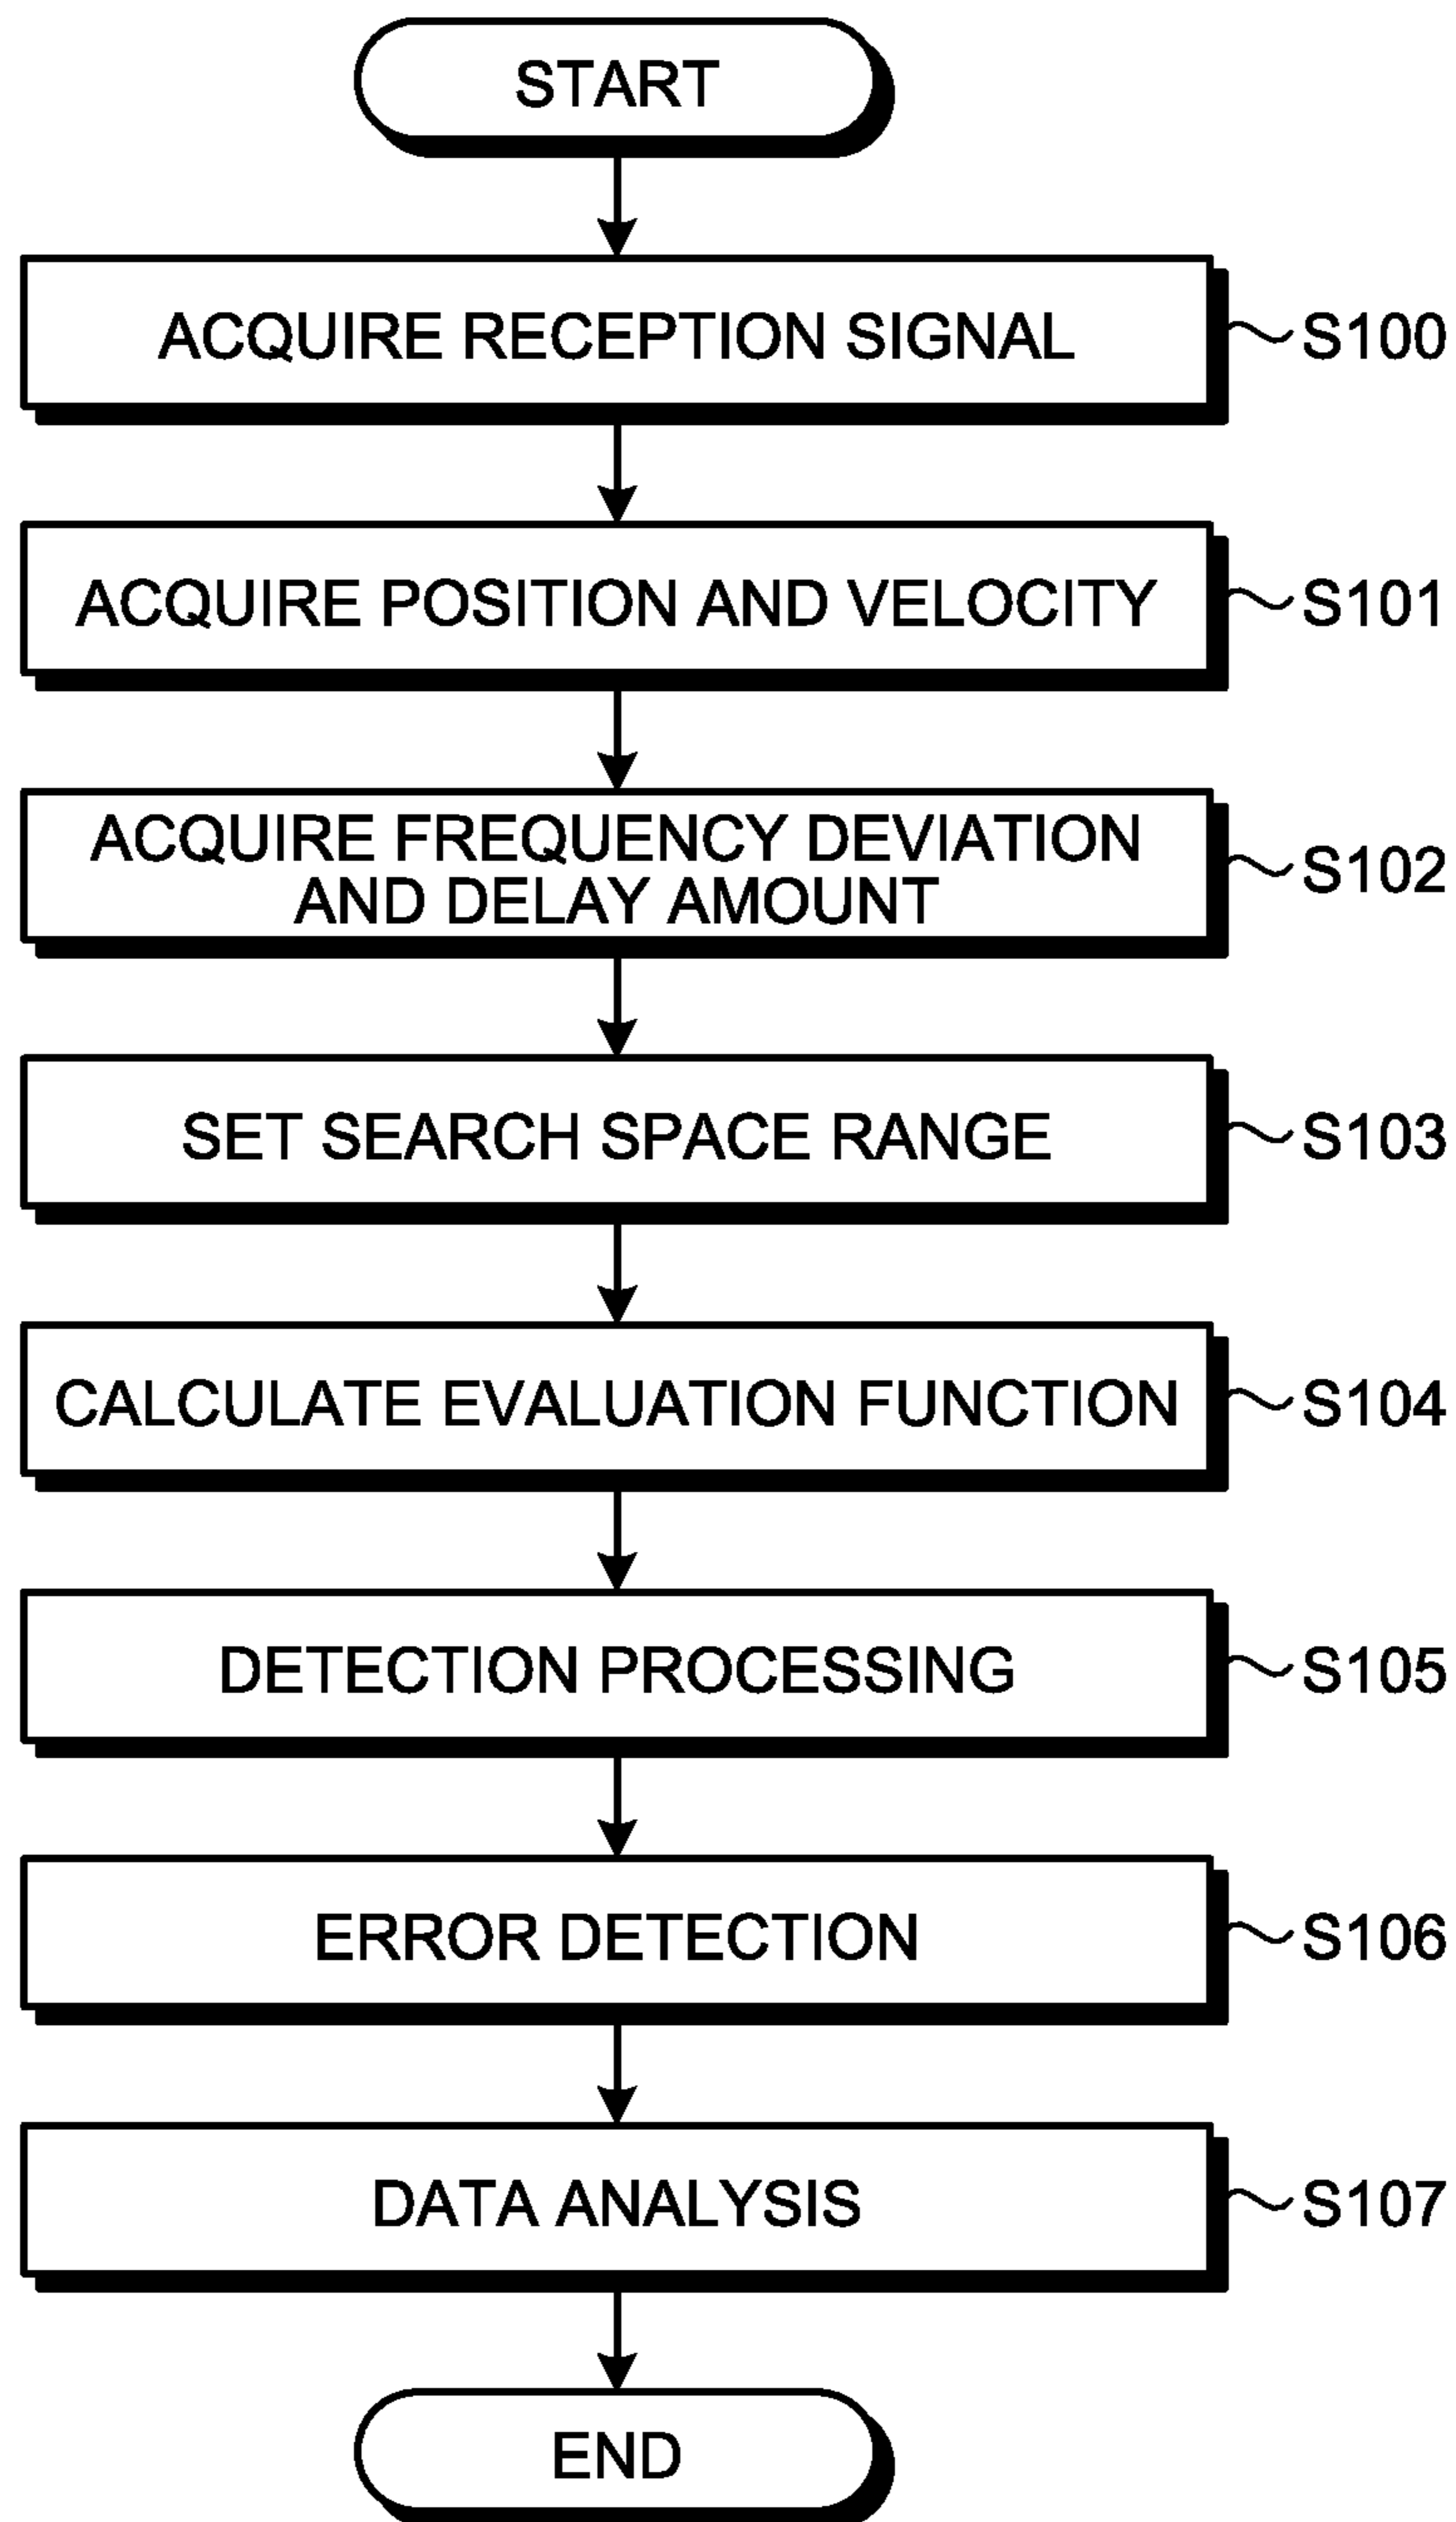 START
ACQUIRE RECEPTION SIGNAL
S100
ACQUIRE POSITION AND VELOCITY
S101
ACQUIRE FREQUENCY DEVIATION
AND DELAY AMOUNT
S102
SET SEARCH SPACE RANGE
S103
CALCULATE EVALUATION FUNCTION
S104
DETECTION PROCESSING
S105
ERROR DETECTION
S106
DATA ANALYSIS
S107
END